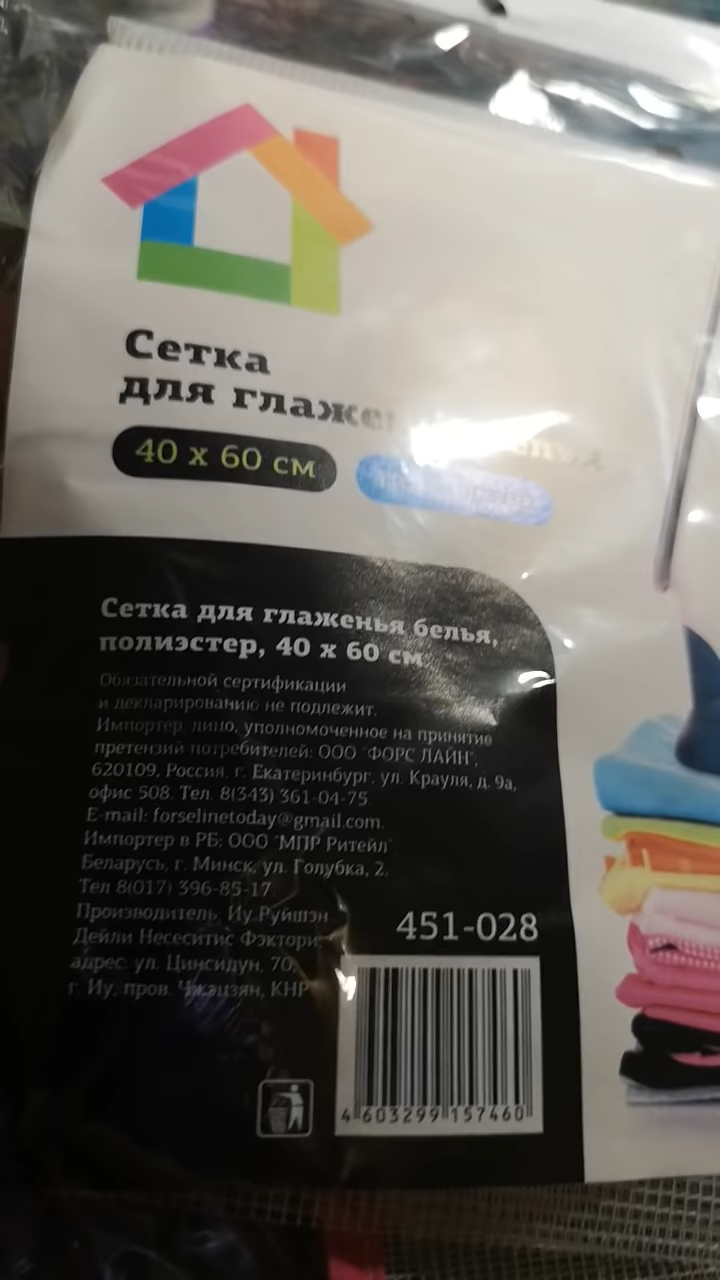 Сетка
для глаже
40 x 60 см
Сетка для глаженья белья,
полиэстер, 40 x 60 см
Обязательной сертификации
и декларированию не подлежит.
Импортер, лицо, уполномоченное на принятие
претензий потребителей: ООО "ФОРС ЛАЙН",
620109, Россия, г. Екатеринбург, ул. Крауля, д. 9а,
офис 508. Тел. 8(343) 361-04-75
E-mail: forselinetoday@gmail.com.
Импортер в РБ: ООО "МПР Ритейл"
Беларусь, г. Минск, ул. Голубка, 2.
Тел 8(017) 396-85-17
Производитель: Иу Руйшэн
Дейли Несеситис Фэктори
адрес: ул. Цинсидун, 70,
г. Иу, пров. Чжэцзян, КНР
451-028
4 603299 157460